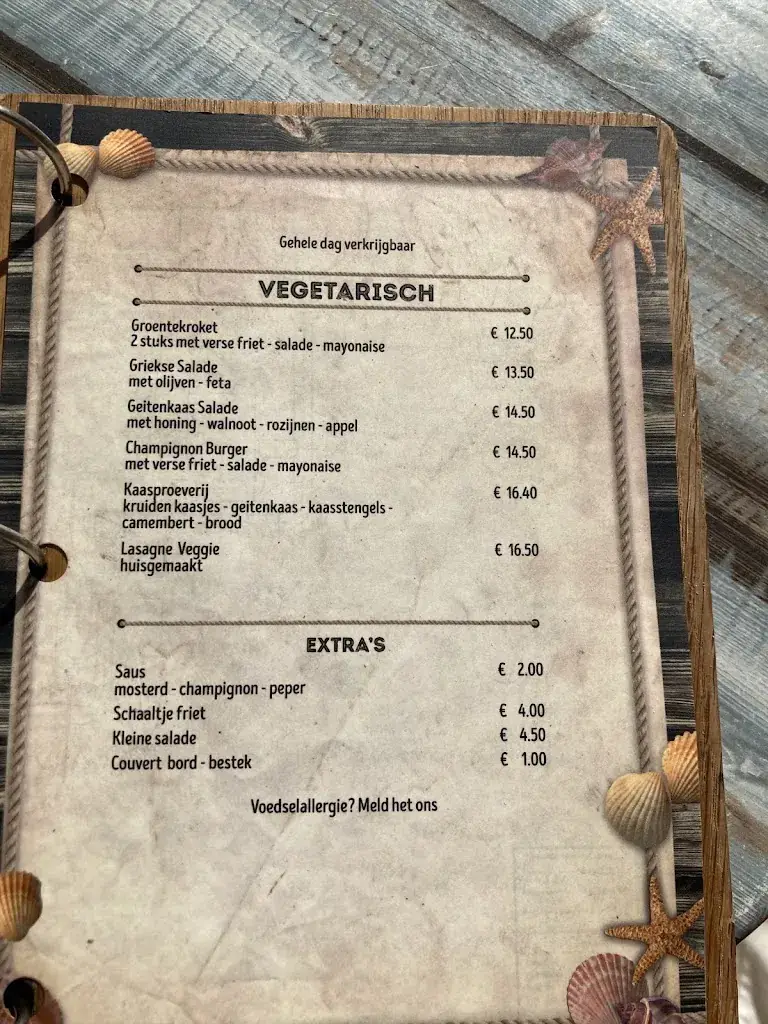 Gehele dag verkrijgbaar
VEGETARISCH
Groentekroket € 12.50
2 stuks met verse friet - salade - mayonaise
Griekse Salade € 13.50
met olijven - feta
Geitenkaas Salade € 14.50
met honing - walnoot - rozijnen - appel
Champignon Burger € 14.50
met verse friet - salade - mayonaise
Kaasproeverij € 16.40
kruiden kaasjes - geitenkaas - kaasstengels -
camembert - brood
Lasagne Veggie € 16.50
huisgemaakt
EXTRA'S
Saus € 2.00
mosterd - champignon - peper
Schaaltje friet € 4.00
Kleine salade € 4.50
Couvert bord - bestek € 1.00
Voedselallergie? Meld het ons